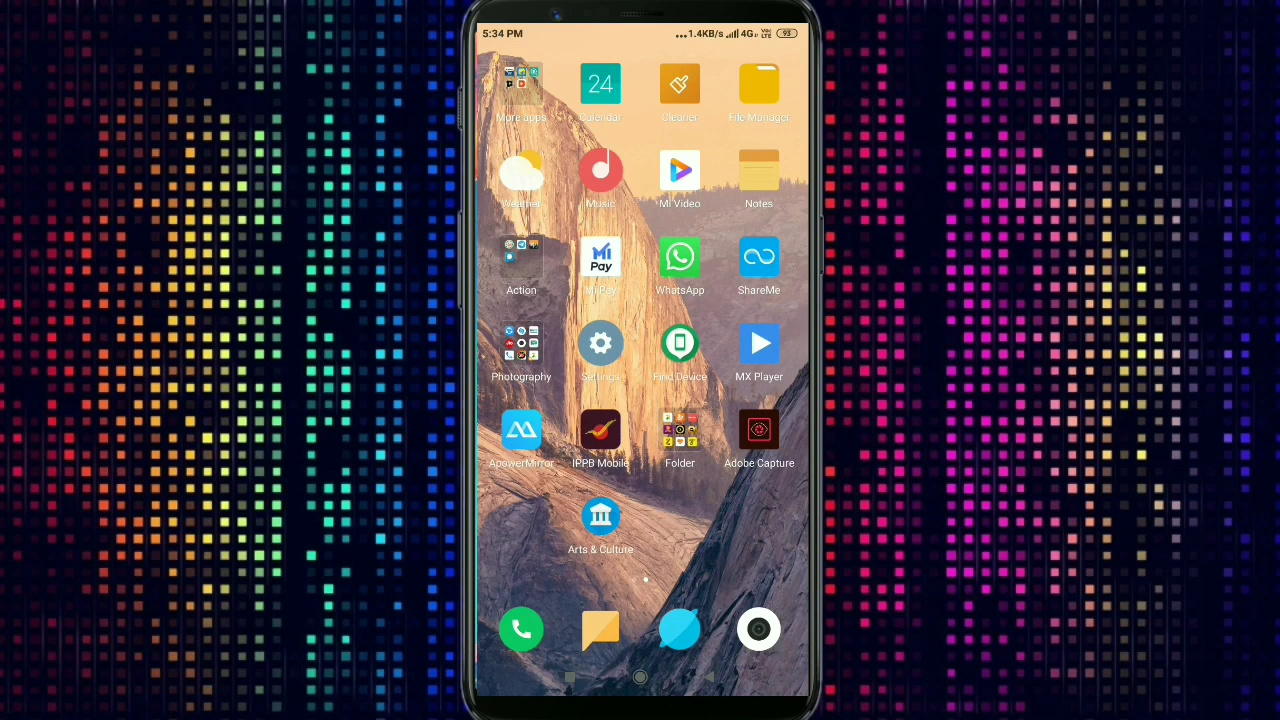 5:34 PM
1.4KB/s 4G 93
24
More apps Calendar Cleaner File Manager
Weather Music Mi Video Notes
Mi Pay
Action Mi Pay WhatsApp ShareMe
Photography Settings Find Device MX Player
ApowerMirror IPPB Mobile Folder Adobe Capture
Arts & Culture